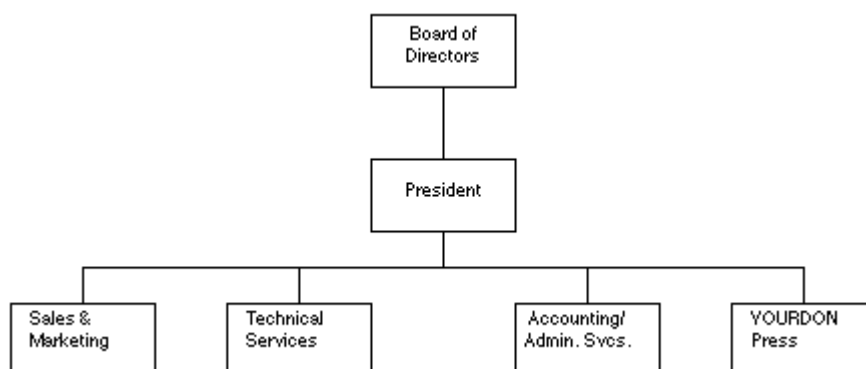 Board of
Directors
President
Sales &
Marketing
Technical
Services
Accounting/
Admin. Svcs.
YOURDON
Press